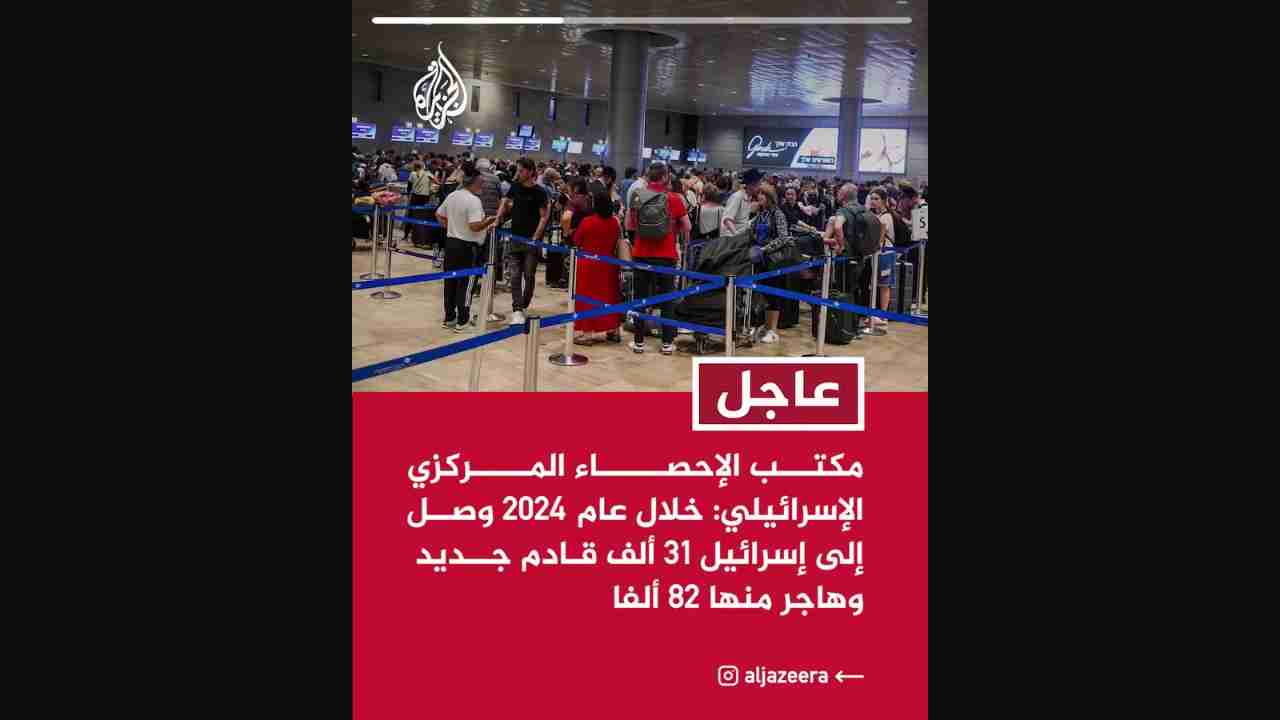 الجزيرة
عاجل
مكتب الإحصاء المركزي
الإسرائيلي: خلال عام 2024 وصل
إلى إسرائيل 31 ألف قادم جديد
وهاجر منها 82 ألفا
aljazeera